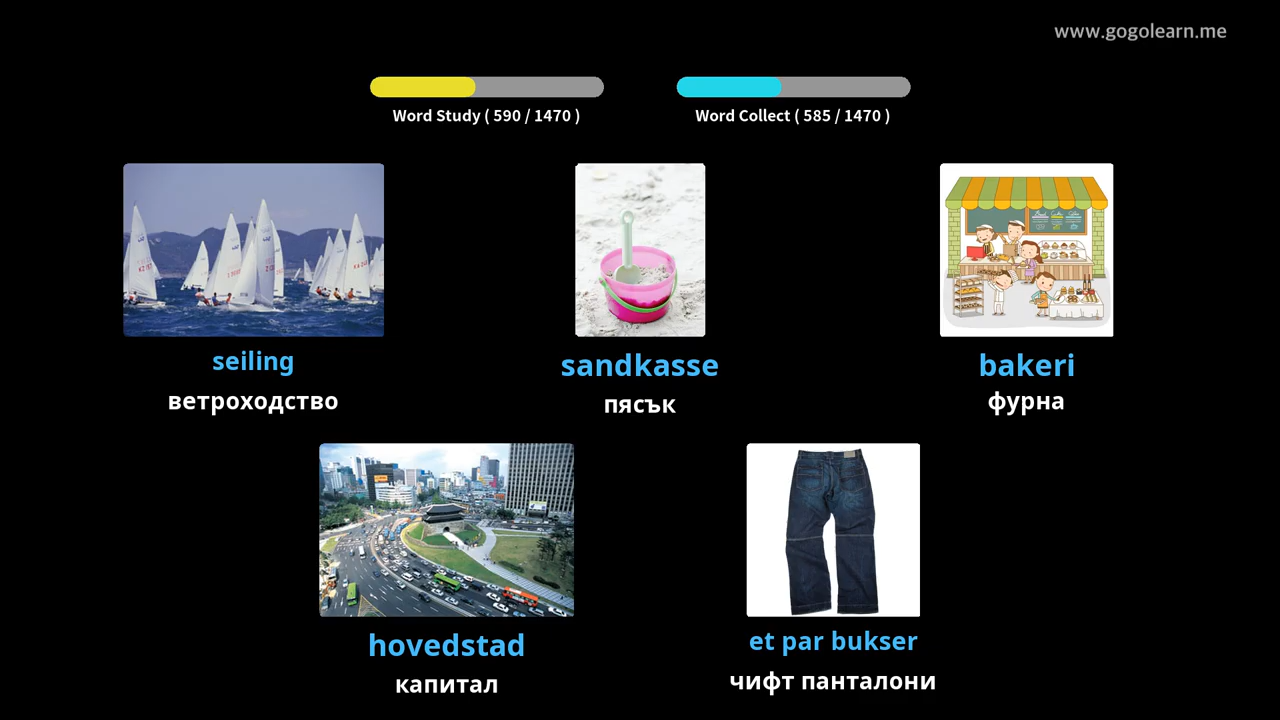 www.gogolearn.me
Word Study ( 590 / 1470 )
Word Collect ( 585 / 1470 )
seiling
ветроходство
sandkasse
пясък
bakeri
фурна
hovedstad
капитал
et par bukser
чифт панталони